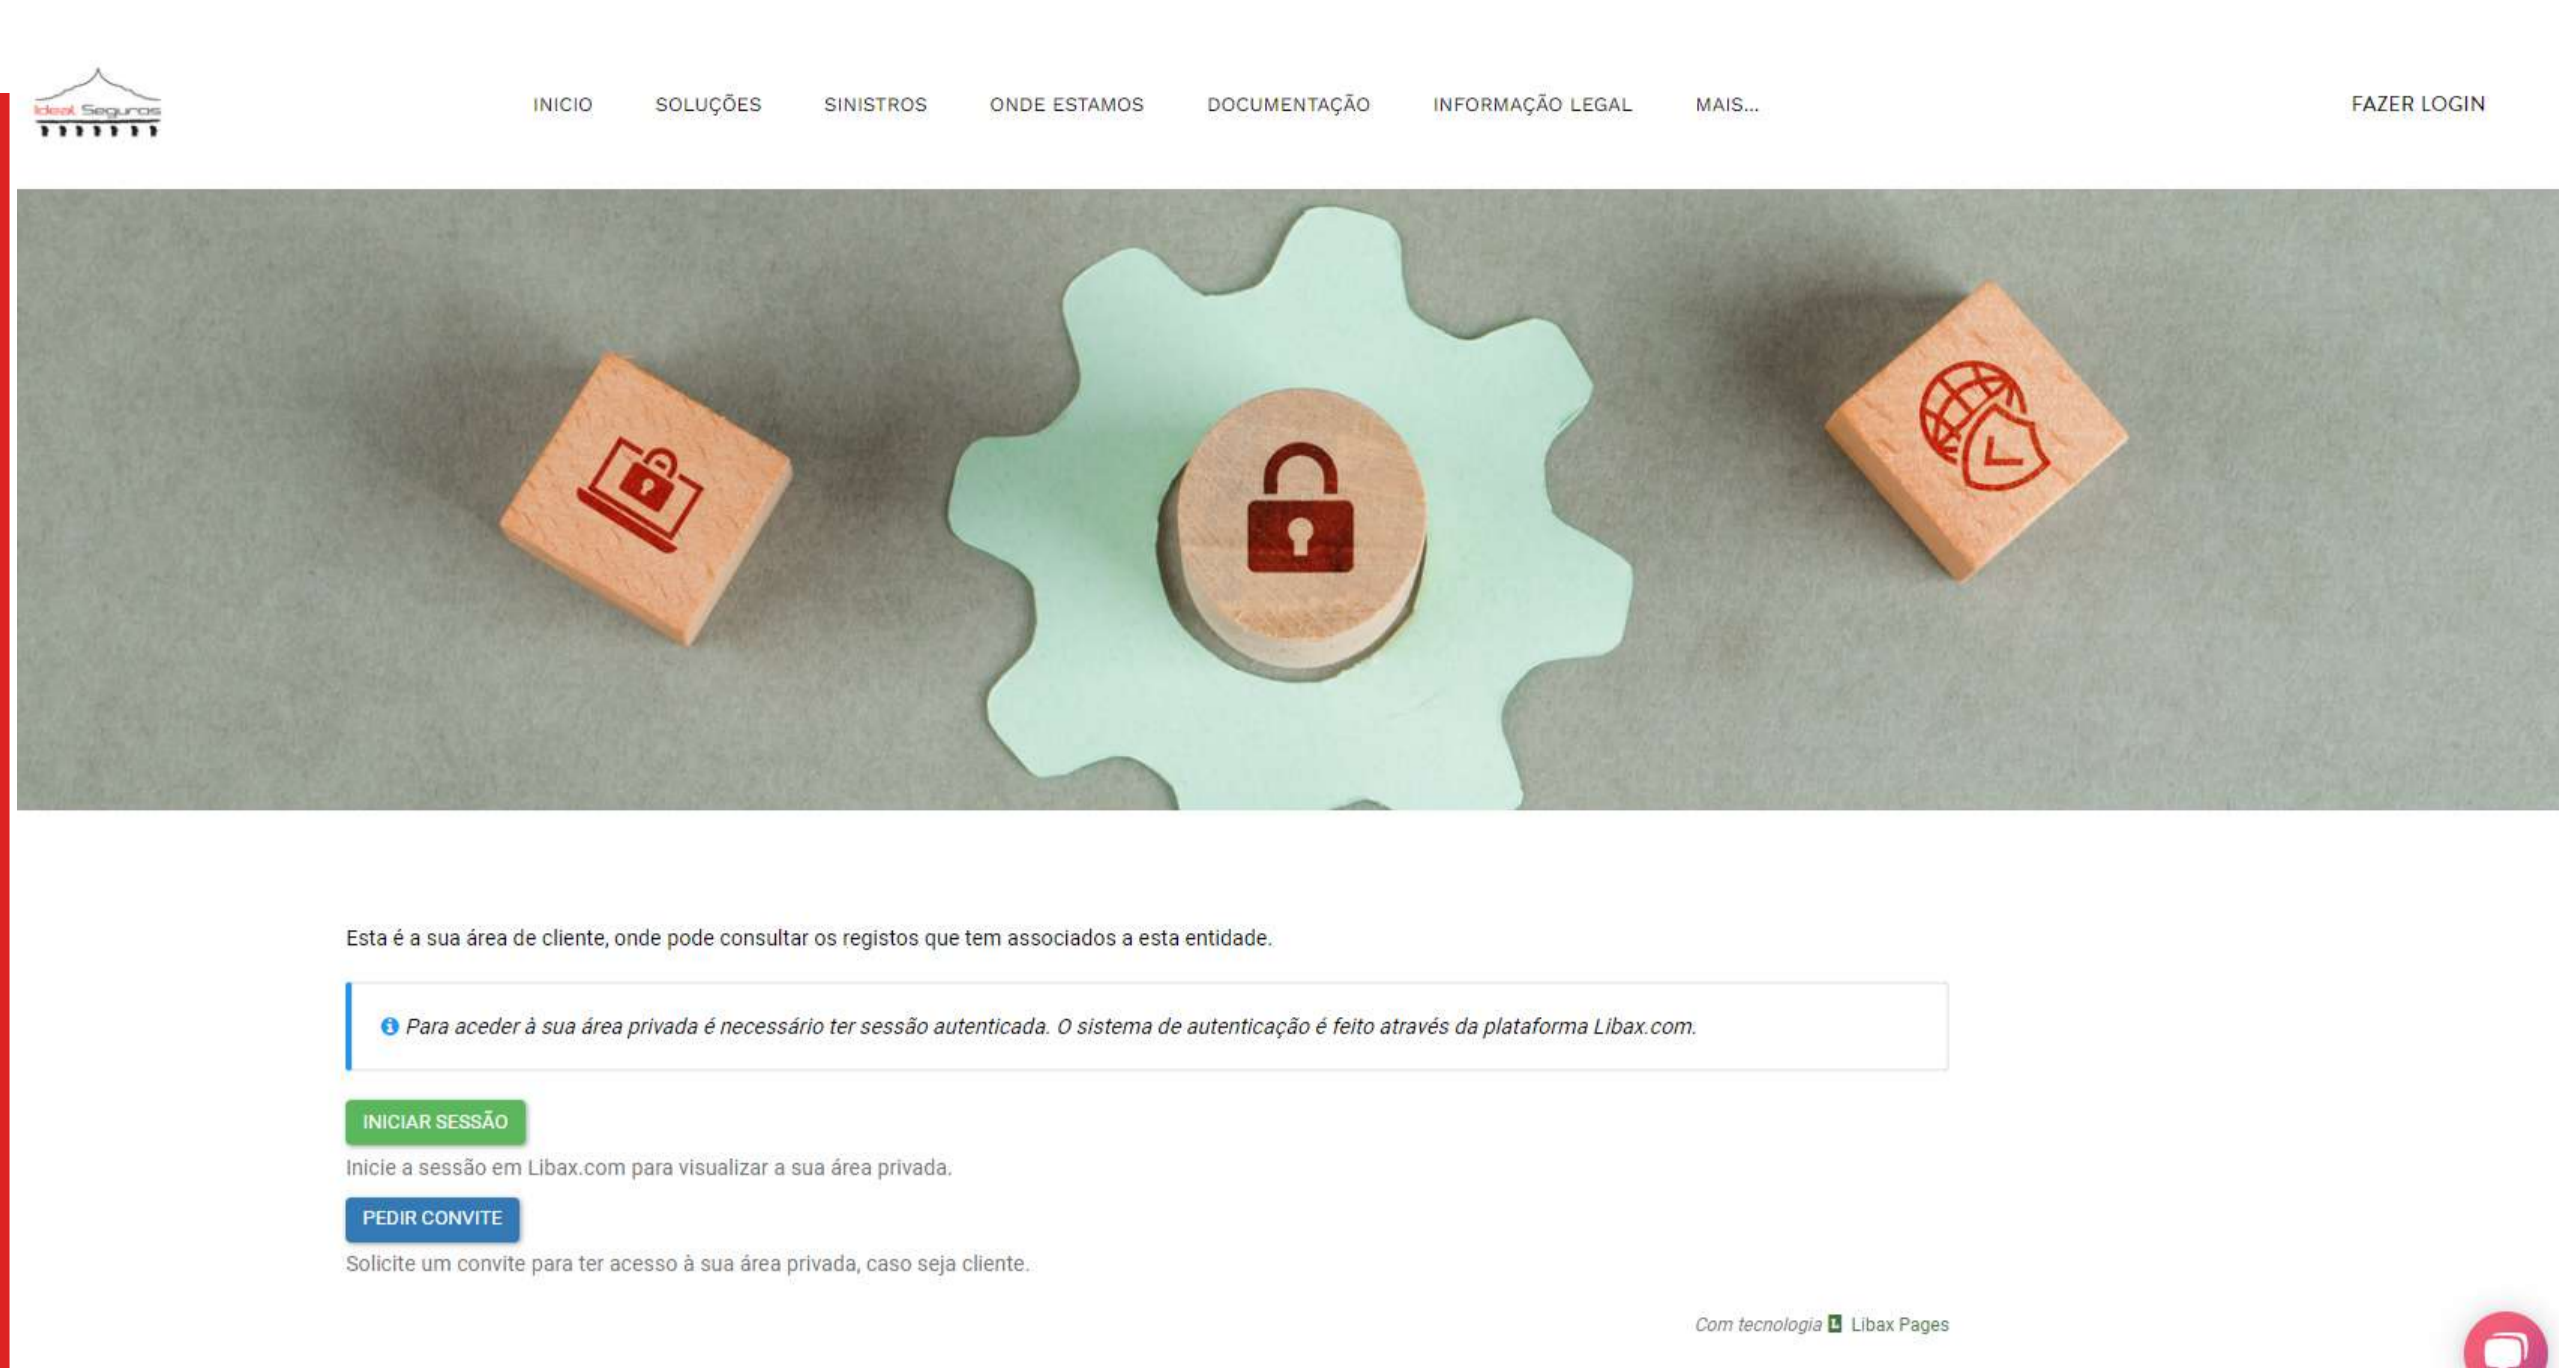 Ideal Seguros
INICIO
SOLUÇÕES
SINISTROS
ONDE ESTAMOS
DOCUMENTAÇÃO
INFORMAÇÃO LEGAL
MAIS...
FAZER LOGIN
Esta é a sua área de cliente, onde pode consultar os registos que tem associados a esta entidade.
Para aceder à sua área privada é necessário ter sessão autenticada. O sistema de autenticação é feito através da plataforma Libax.com.
INICIAR SESSÃO
Inicie a sessão em Libax.com para visualizar a sua área privada.
PEDIR CONVITE
Solicite um convite para ter acesso à sua área privada, caso seja cliente.
Com tecnologia L Libax Pages